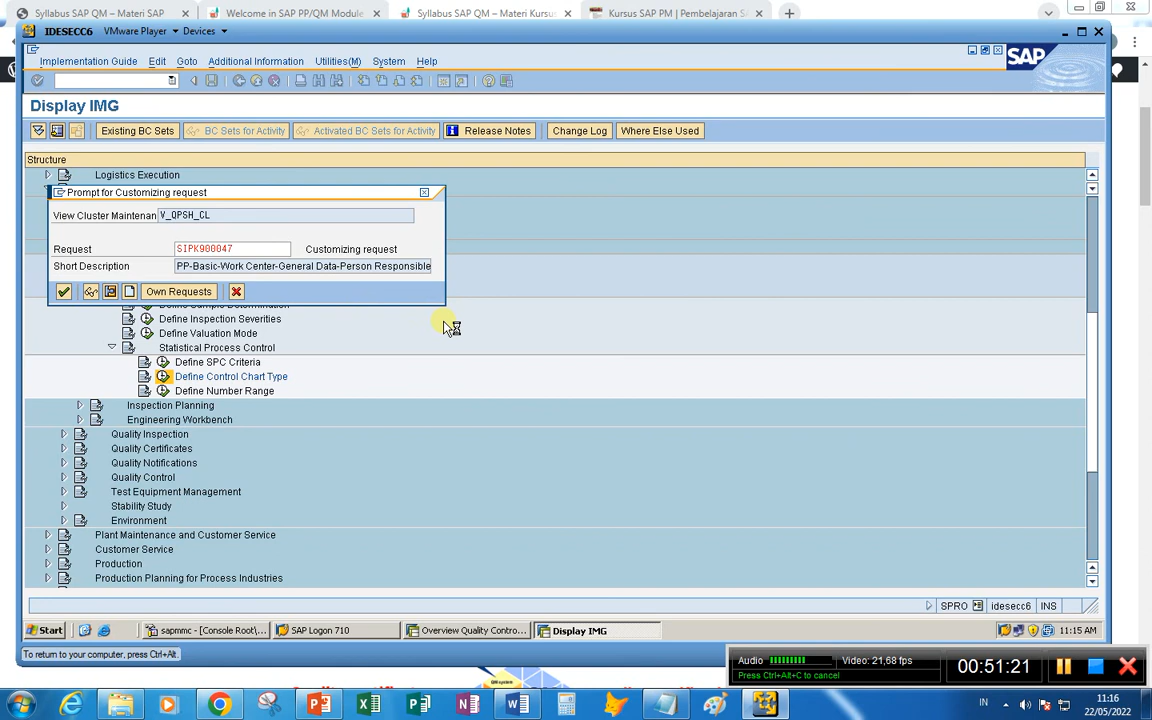 Syllabus SAP QM – Materi SAP
Welcome in SAP PP/QM Module
Syllabus SAP QM – Materi Kursus
Kursus SAP PM | Pembelajaran SA
IDESECC6 VMware Player Devices
Implementation Guide Edit Goto Additional Information Utilities(M) System Help
SAP
Display IMG
Existing BC Sets BC Sets for Activity Activated BC Sets for Activity Release Notes Change Log Where Else Used
Structure
Logistics Execution
Prompt for Customizing request
View Cluster Maintenan V_QPSH_CL
Request SIPK900047 Customizing request
Short Description PP-Basic-Work Center-General Data-Person Responsible
Own Requests
Define Sample Determination
Define Inspection Severities
Define Valuation Mode
Statistical Process Control
Define SPC Criteria
Define Control Chart Type
Define Number Range
Inspection Planning
Engineering Workbench
Quality Inspection
Quality Certificates
Quality Notifications
Quality Control
Test Equipment Management
Stability Study
Environment
Plant Maintenance and Customer Service
Customer Service
Production
Production Planning for Process Industries
SPRO idesecc6 INS
Start sapmmc - [Console Root\... SAP Logon 710 Overview Quality Contro... Display IMG 11:15 AM
To return to your computer, press Ctrl+Alt.
Audio Video: 21,68 fps
Press Ctrl+Alt+C to cancel
00:51:21
QM system
IN 11:16
22/05/2022